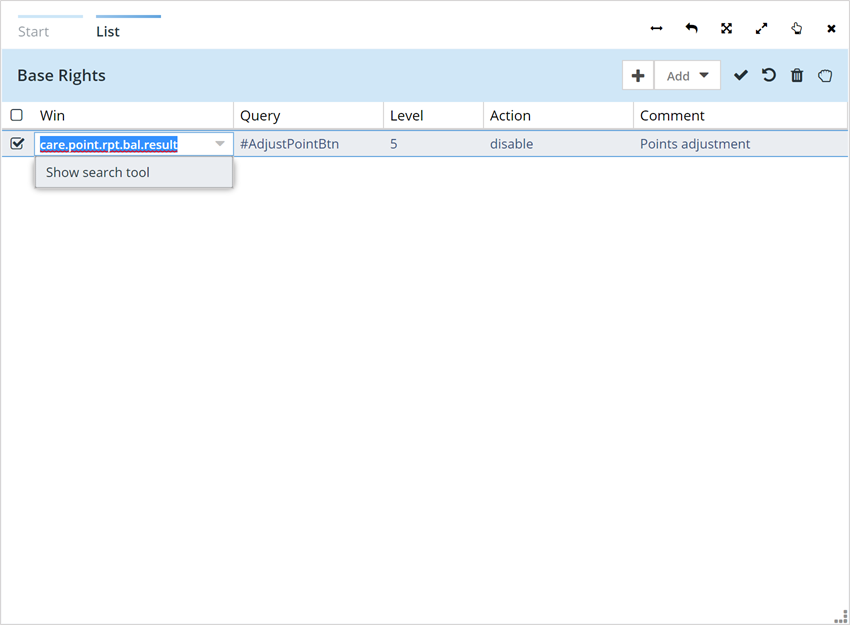 Start List
Base Rights Add
Win Query Level Action Comment
care.point.rpt.bal.result #AdjustPointBtn 5 disable Points adjustment
Show search tool